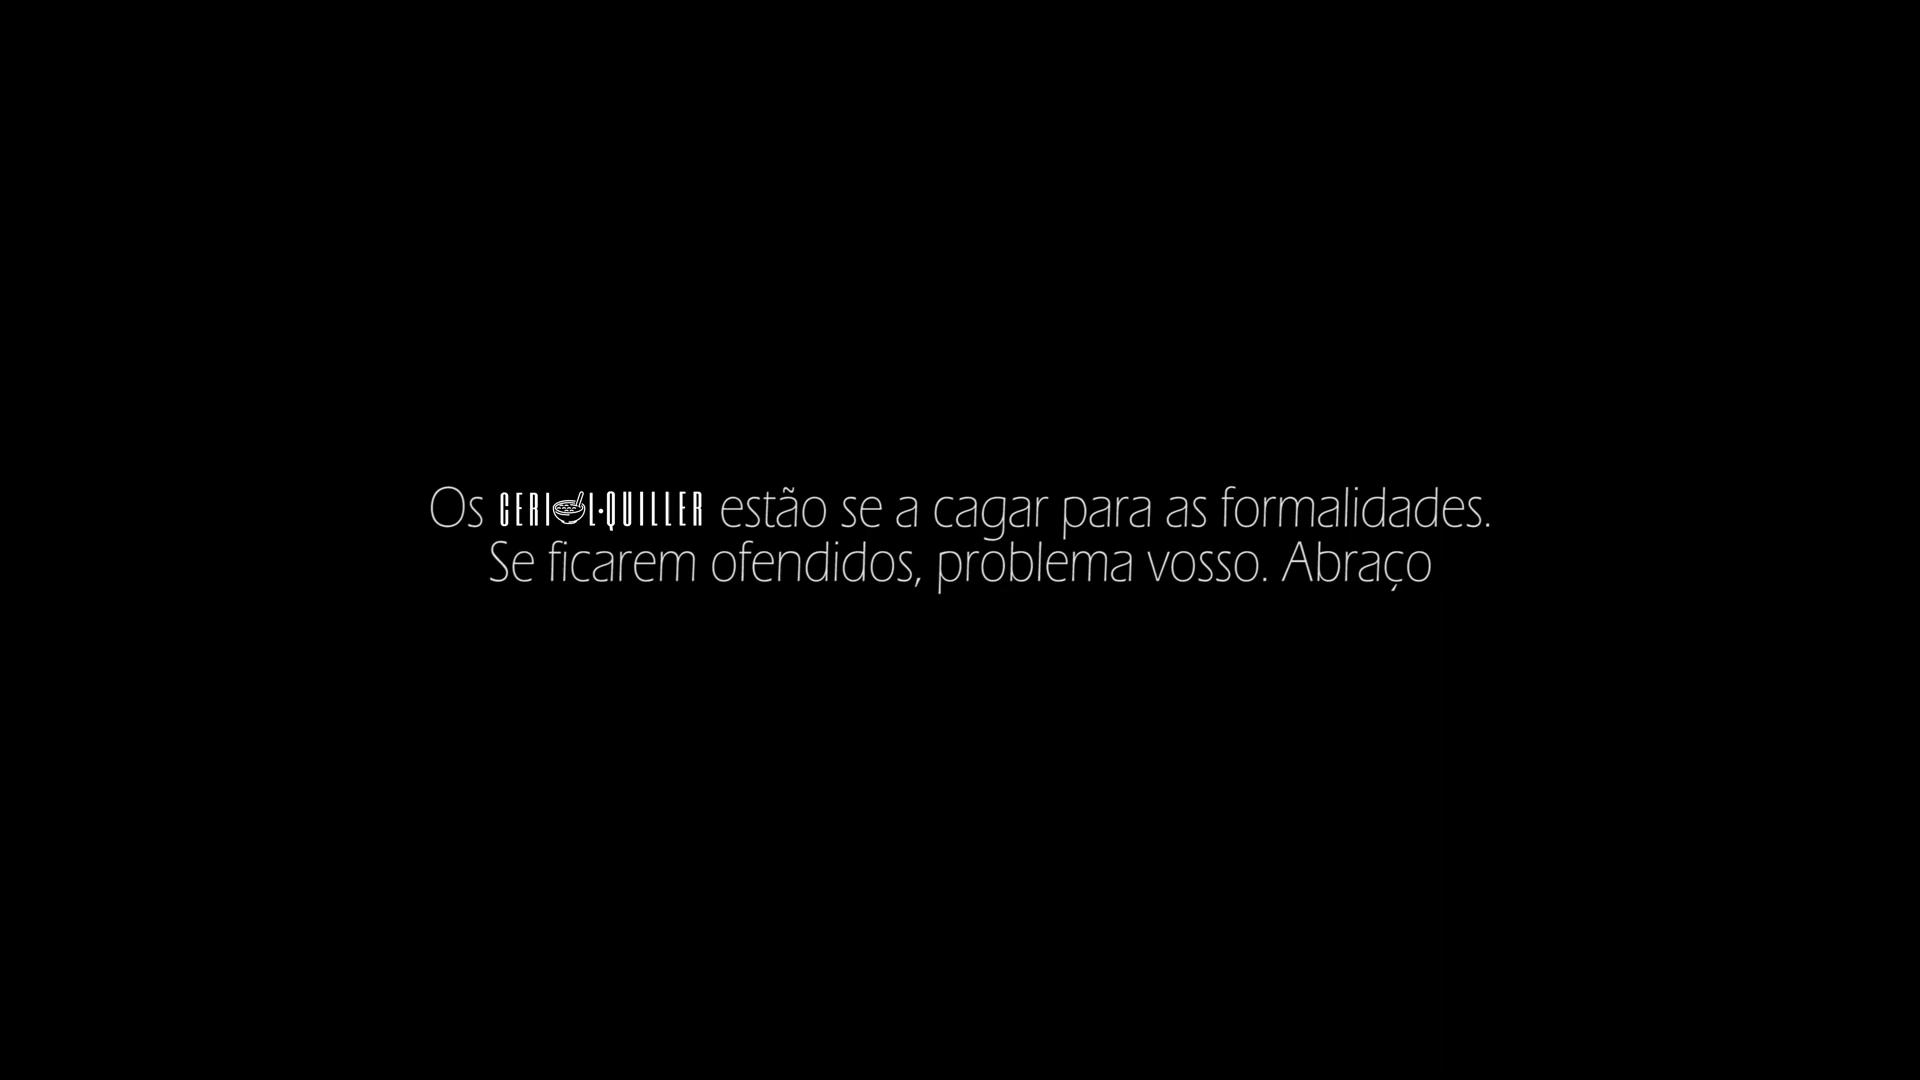 Os CERIAL·QUILLER estão se a cagar para as formalidades.
Se ficarem ofendidos, problema vosso. Abraço